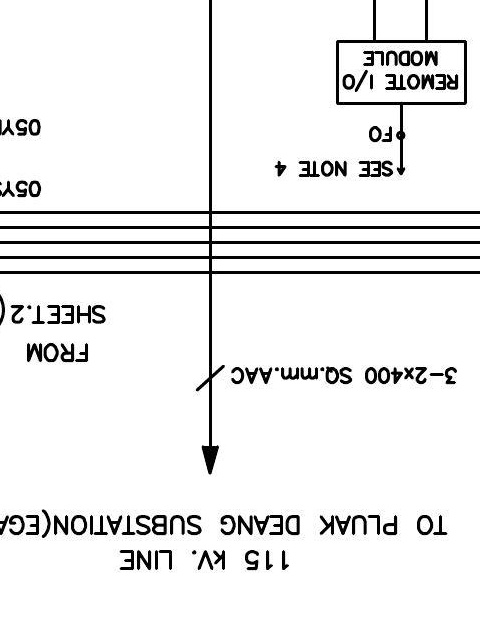 115 kV. LINE
TO PLUAK DEANG SUBSTATION(EGA
3-2x400 SQ.mm.AAC
FROM
SHEET.2(
SEE NOTE 4
FO
REMOTE I/O
MODULE
05YS
05Y